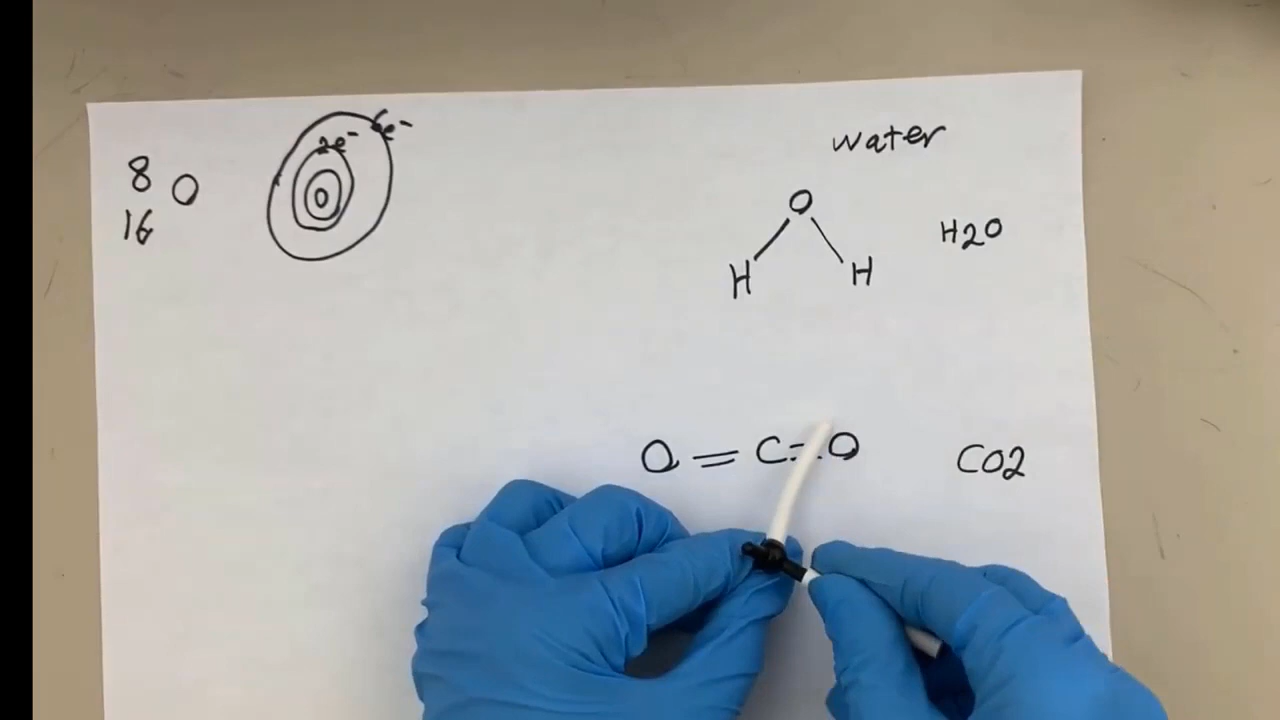 8 O
16
O 2e- 6e-
water
O
H H
H2O
O = C = O
CO2